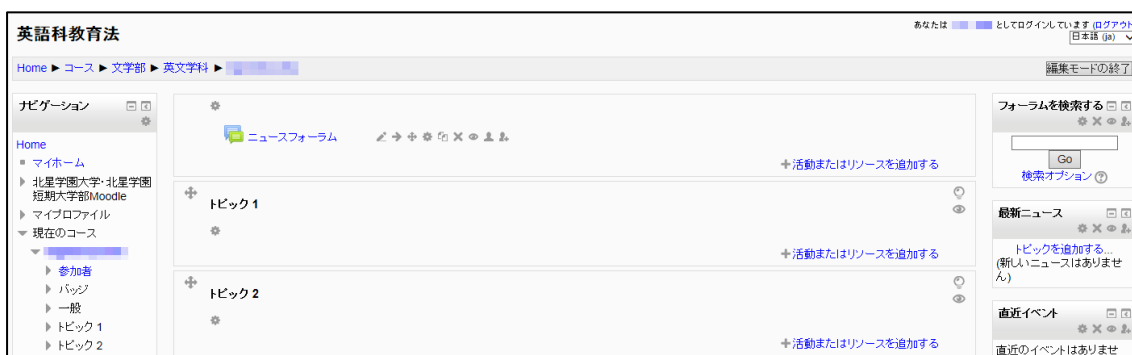 英語科教育法
あなたは としてログインしています (ログアウト
日本語 (ja)
Home ► コース ► 文学部 ► 英文学科 ►
編集モードの終了
ナビゲーション
Home
マイホーム
北星学園大学・北星学園
短期大学部Moodle
マイプロファイル
現在のコース
参加者
バッジ
一般
トピック 1
トピック 2
ニュースフォーラム
+活動またはリソースを追加する
トピック 1
+活動またはリソースを追加する
トピック 2
+活動またはリソースを追加する
フォーラムを検索する
Go
検索オプション
最新ニュース
トピックを追加する...
(新しいニュースはありませ
ん)
直近イベント
直近のイベントはありませ